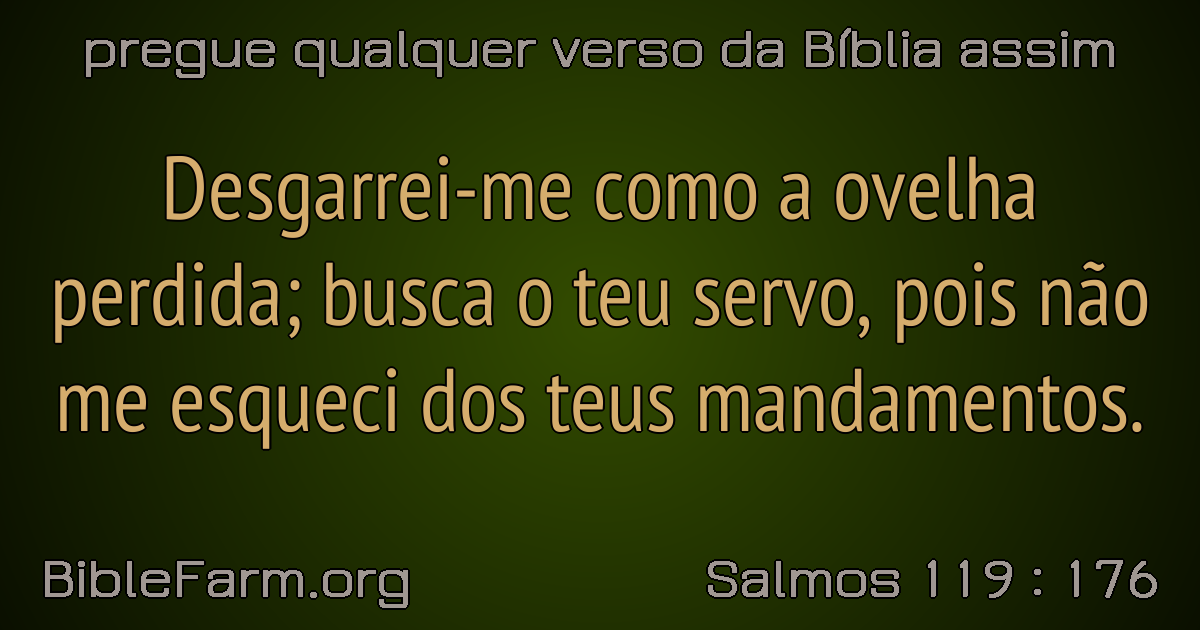 pregue qualquer verso da Bíblia assim
Desgarrei-me como a ovelha
perdida; busca o teu servo, pois não
me esqueci dos teus mandamentos.
BibleFarm.org
Salmos 119 : 176